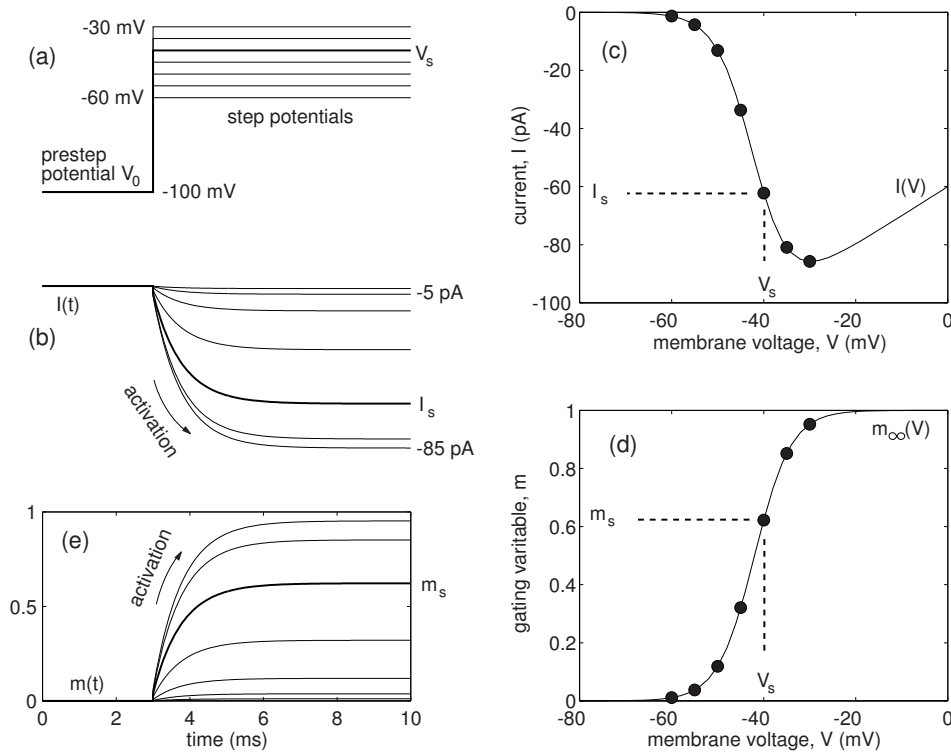 (a)
-30 mV
V_s
-60 mV
step potentials
prestep
potential V_0
-100 mV
I(t)
-5 pA
(b)
activation
I_s
-85 pA
1
(e)
activation
m_s
0.5
m(t)
0
0 2 4 6 8 10
time (ms)
0
(c)
-20
-40
current, I (pA)
I_s
-60
I(V)
-80
V_s
-100
-80 -60 -40 -20 0
membrane voltage, V (mV)
1
(d)
m_∞(V)
0.8
gating varitable, m
m_s
0.6
0.4
0.2
V_s
0
-80 -60 -40 -20 0
membrane voltage, V (mV)